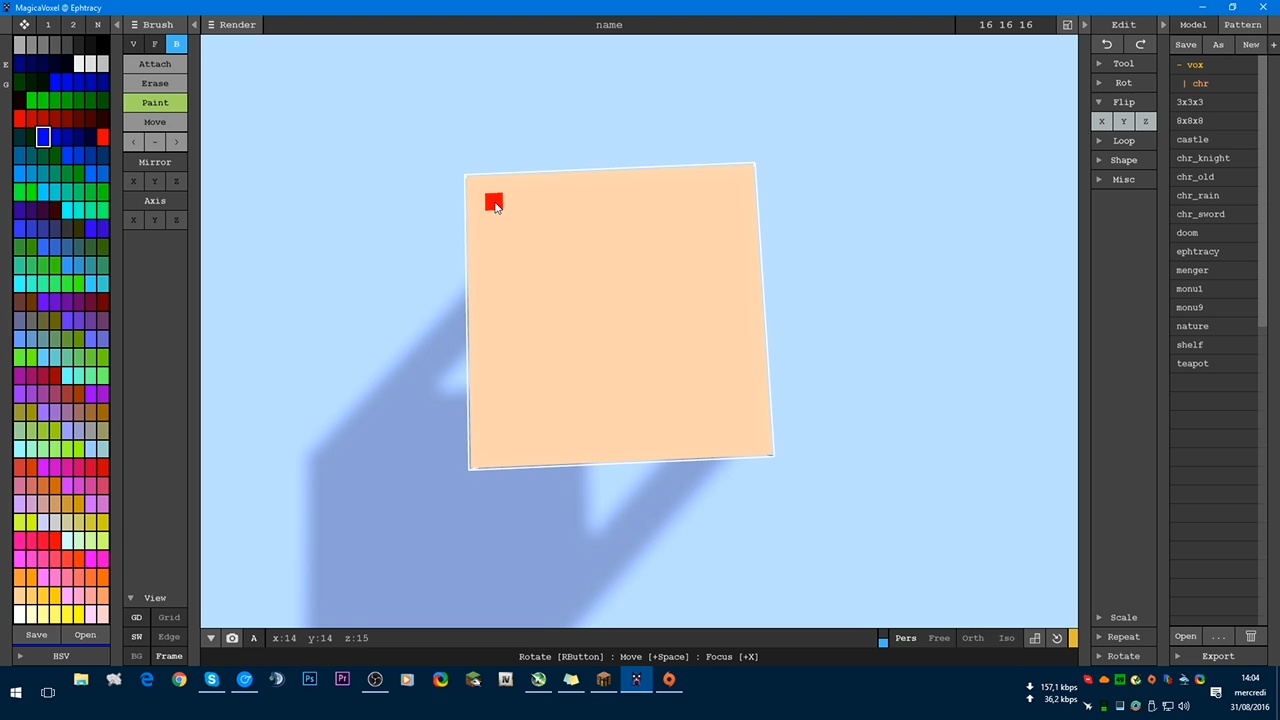 MagicaVoxel @ Ephtracy
1 2 N Brush Render name 16 16 16 Edit Model Pattern
V F B Save As New +
E Attach Tool - vox
G Erase Rot | chr
Paint Flip 3x3x3
Move X Y Z 8x8x8
< - > Loop castle
Mirror Shape chr_knight
X Y Z Misc chr_old
Axis chr_rain
X Y Z chr_sword
doom
ephtracy
menger
monu1
monu9
nature
shelf
teapot
View
GD Grid Scale
Save Open SW Edge A x:14 y:14 z:15 Pers Free Orth Iso Repeat Open ...
HSV BG Frame Rotate [RButton] : Move [+Space] : Focus [+X] Rotate Export
Ps Pr IV
157,1 kbps
36,2 kbps
14:04
mercredi
31/08/2016